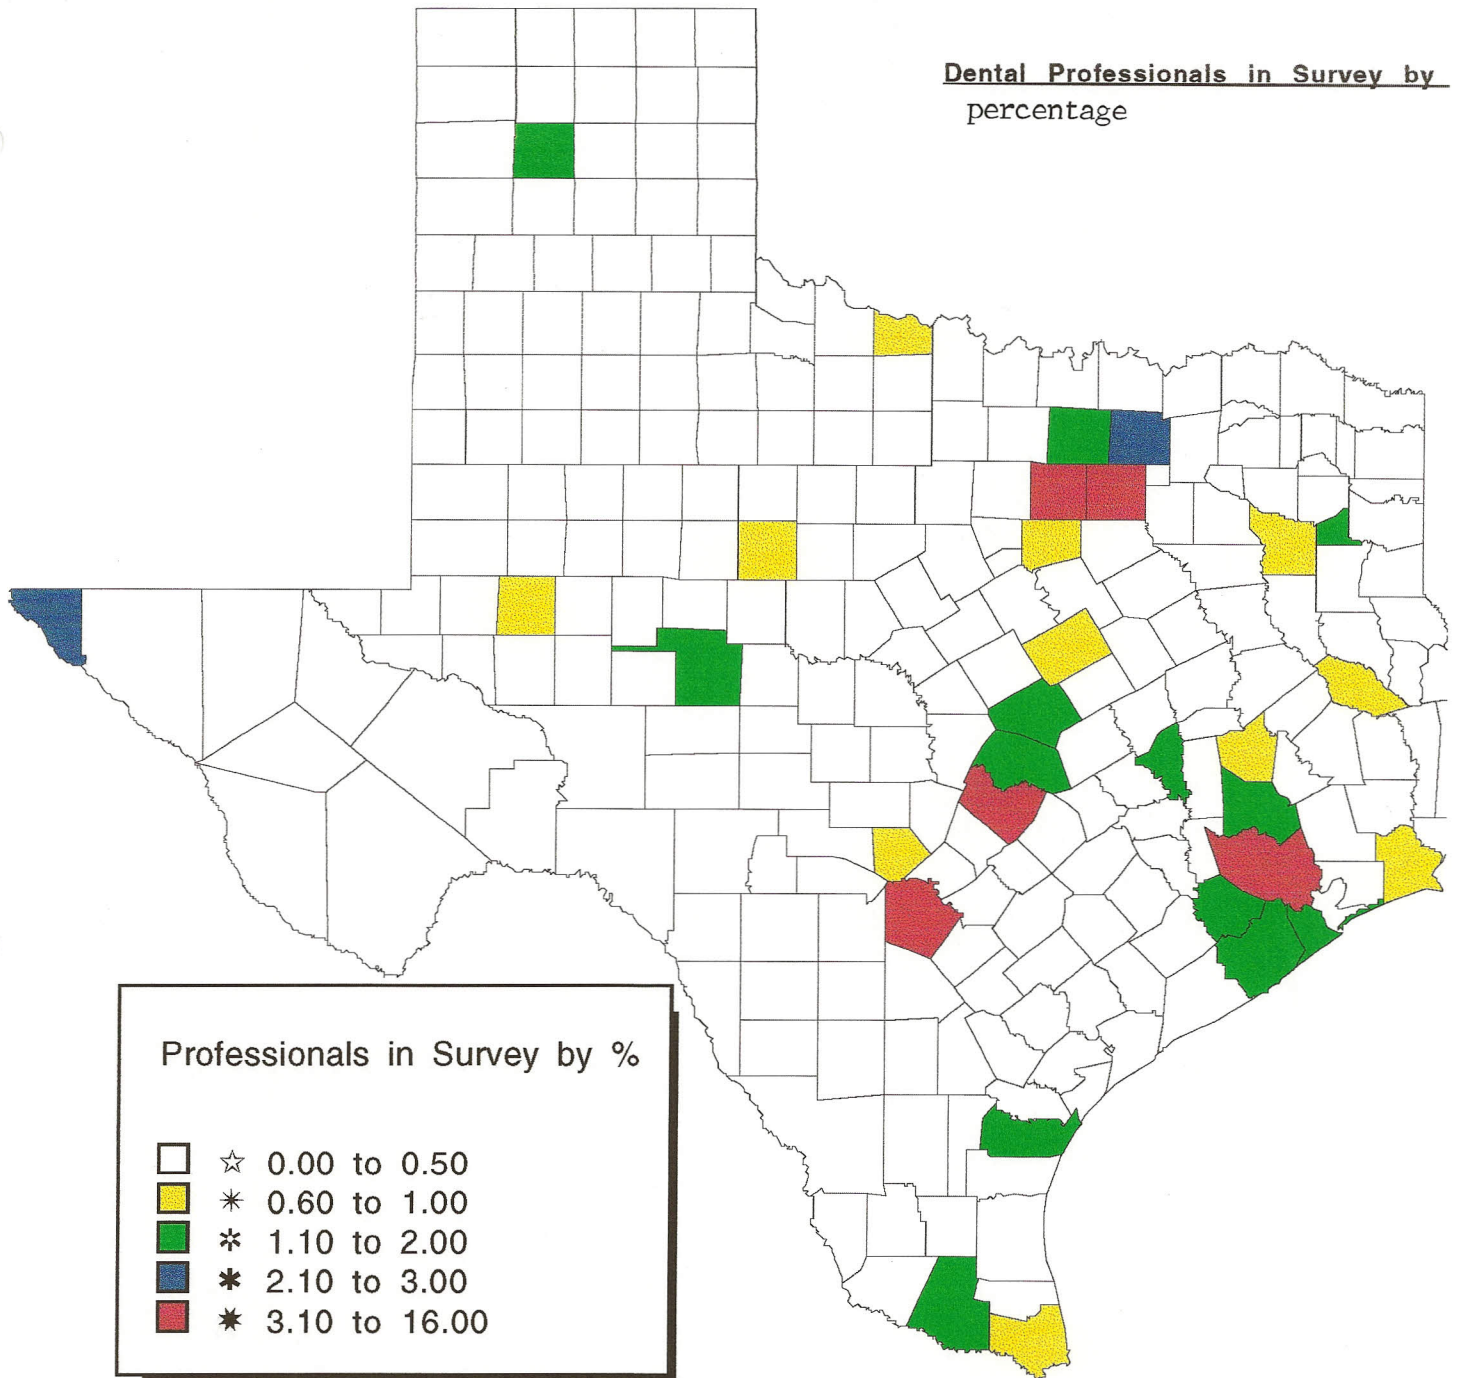 Dental Professionals in Survey by
percentage
Professionals in Survey by %
0.00 to 0.50
0.60 to 1.00
1.10 to 2.00
2.10 to 3.00
3.10 to 16.00